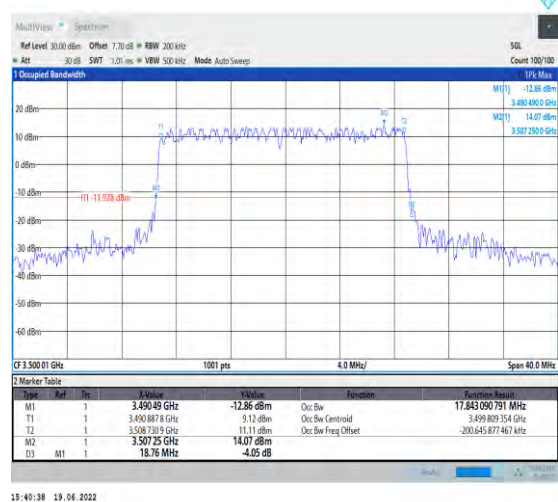 MultiView Spectrum
Ref Level 30.00 dBm Offset 7.70 dB RBW 200 kHz SGL
Att 30 dB SWT 1.01 ms VBW 500 kHz Mode Auto Sweep Count 100/100
1 Occupied Bandwidth 1Pk Max
M1[1] -12.86 dBm
3.490 490 0 GHz
M2[1] 14.07 dBm
3.507 250 0 GHz
20 dBm
M2
T1 T2
10 dBm
0 dBm
-10 dBm
H1 -11.928 dBm
-20 dBm
-30 dBm
-40 dBm
-50 dBm
-60 dBm
CF 3.500 01 GHz 1001 pts 4.0 MHz/ Span 40.0 MHz
2 Marker Table
Type Ref Trc X-Value Y-Value Function Function Result
M1 1 3.490 49 GHz -12.86 dBm Occ Bw 17.843 090 791 MHz
T1 1 3.490 887 8 GHz 9.12 dBm Occ Bw Centroid 3.499 809 354 GHz
T2 1 3.508 730 9 GHz 11.11 dBm Occ Bw Freq Offset -200.645 877 467 kHz
M2 1 3.507 25 GHz 14.07 dBm
D3 M1 1 18.76 MHz -4.05 dB
15:40:38 19.06.2022